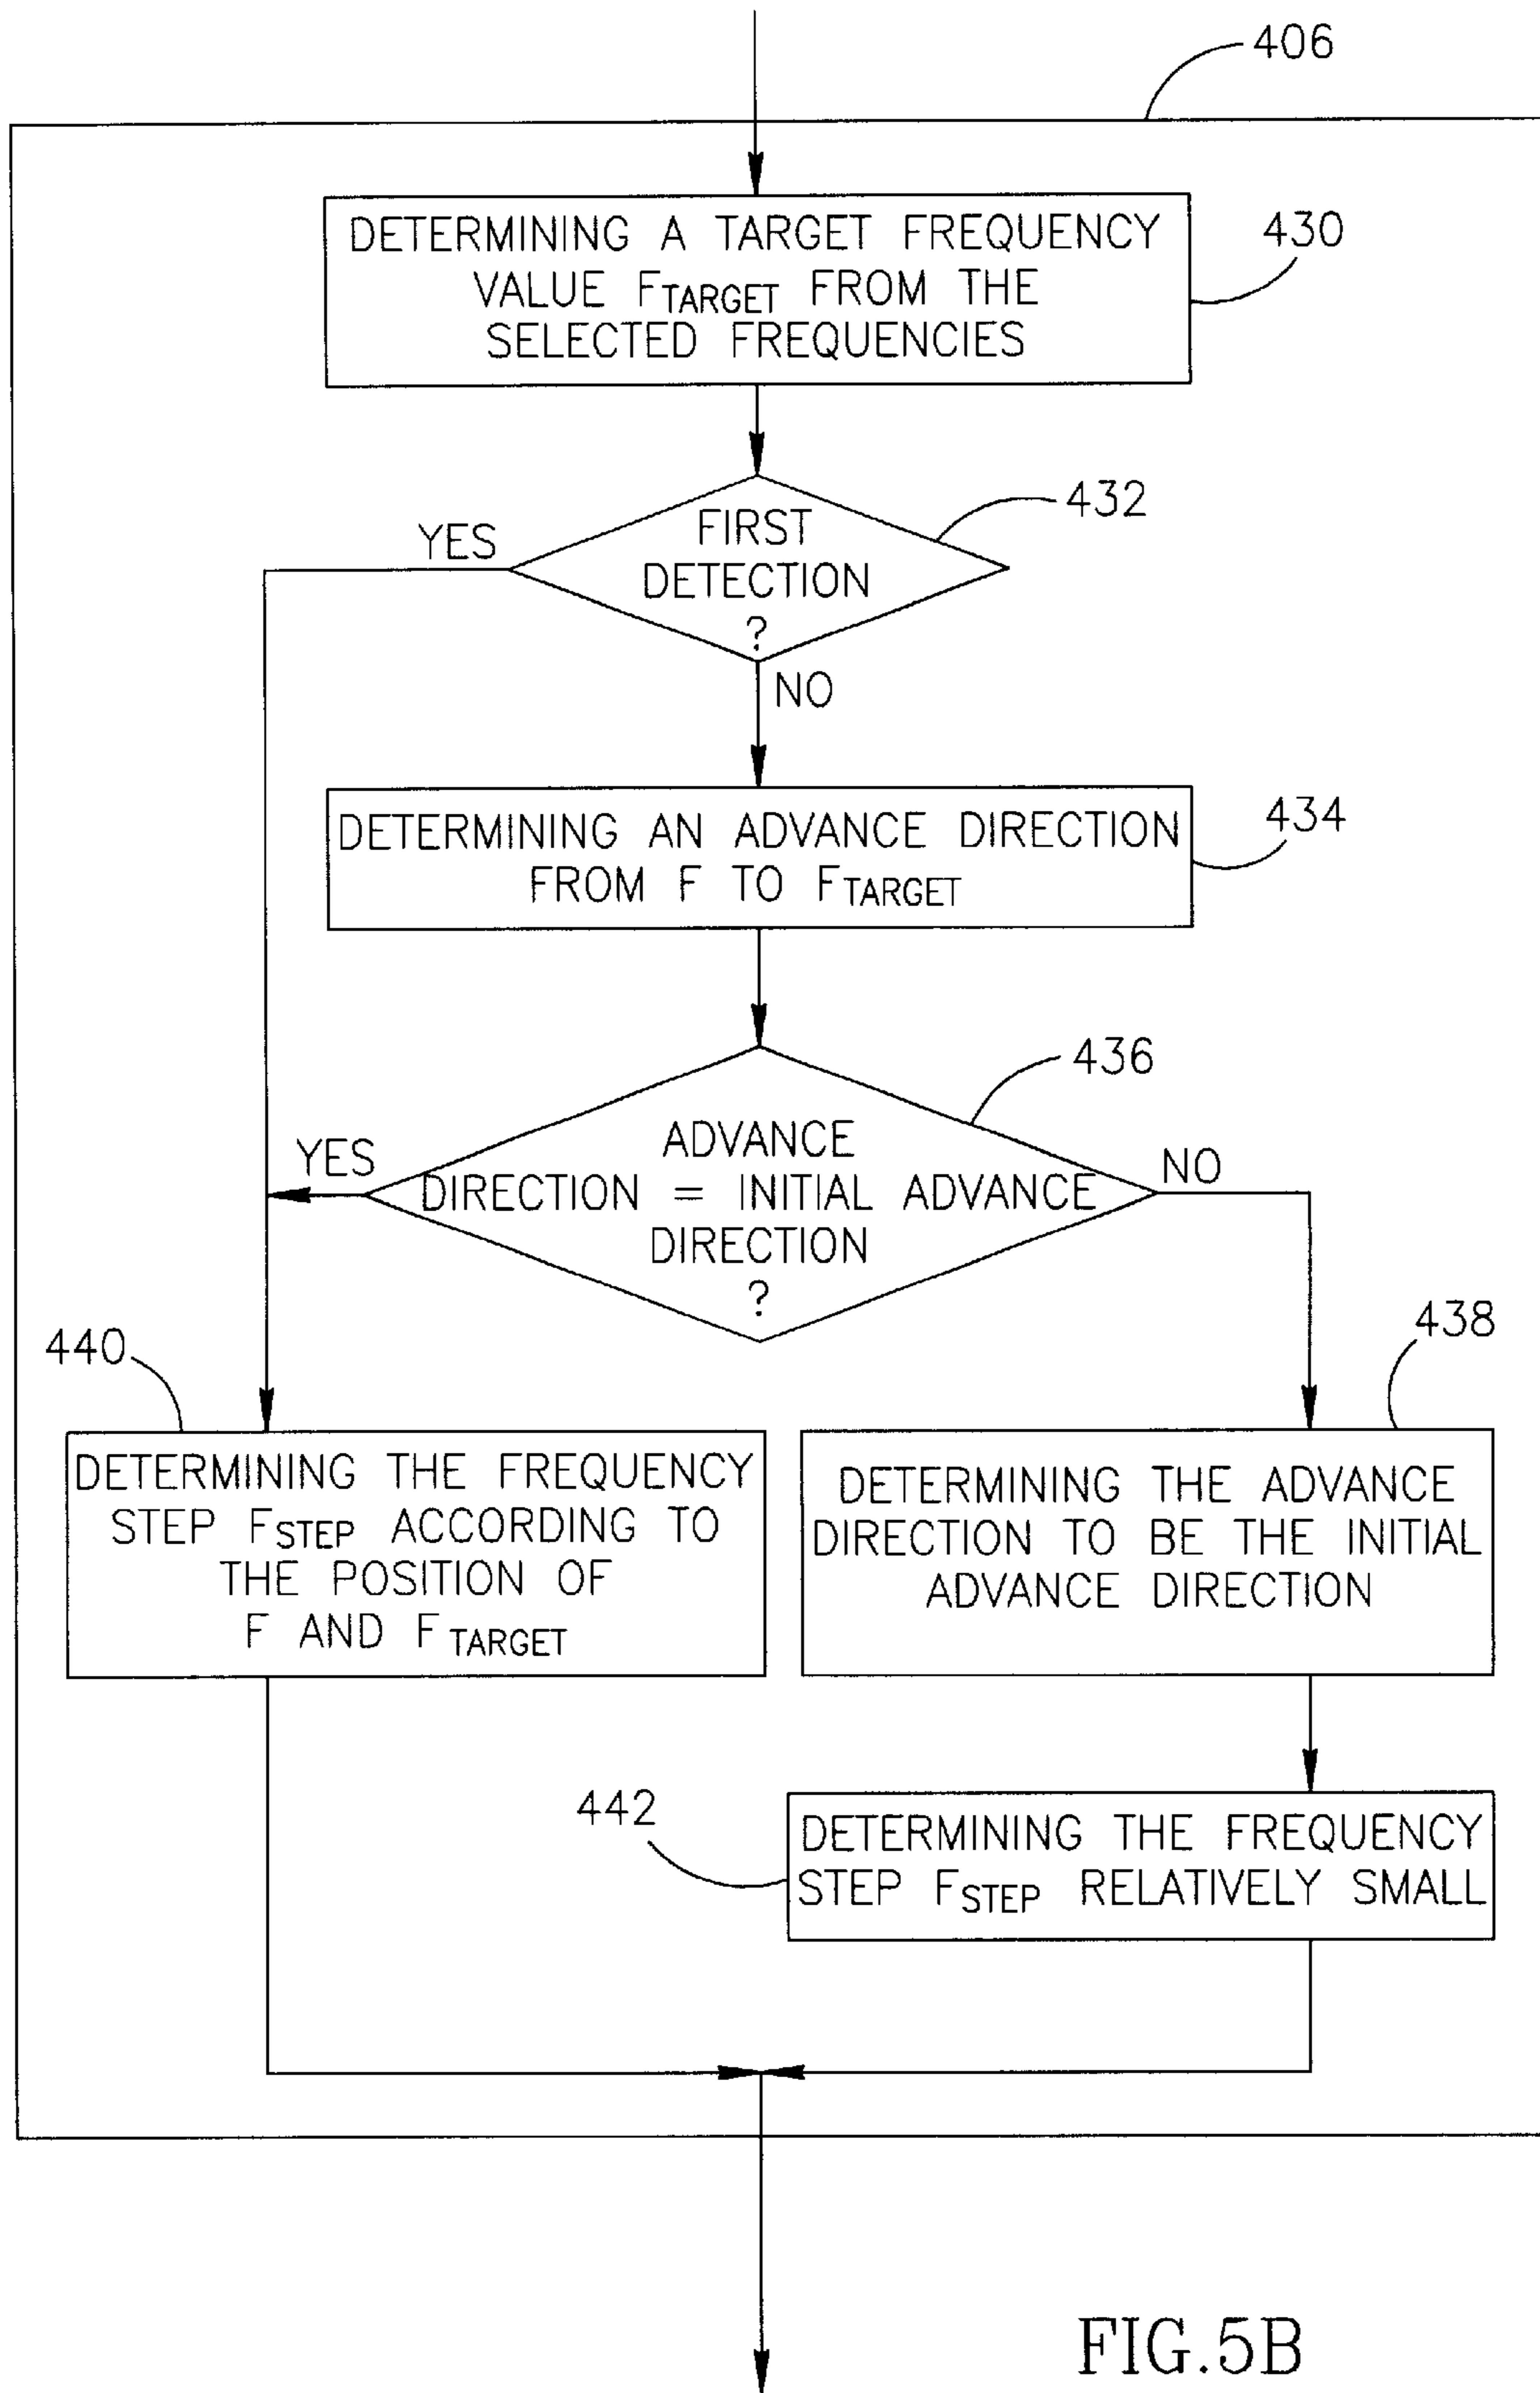 406
DETERMINING A TARGET FREQUENCY
VALUE FTARGET FROM THE
SELECTED FREQUENCIES
430
FIRST
DETECTION
?
432
YES
NO
DETERMINING AN ADVANCE DIRECTION
FROM F TO FTARGET
434
ADVANCE
DIRECTION = INITIAL ADVANCE
DIRECTION
?
436
YES
NO
440
DETERMINING THE FREQUENCY
STEP FSTEP ACCORDING TO
THE POSITION OF
F AND FTARGET
438
DETERMINING THE ADVANCE
DIRECTION TO BE THE INITIAL
ADVANCE DIRECTION
442
DETERMINING THE FREQUENCY
STEP FSTEP RELATIVELY SMALL
FIG.5B